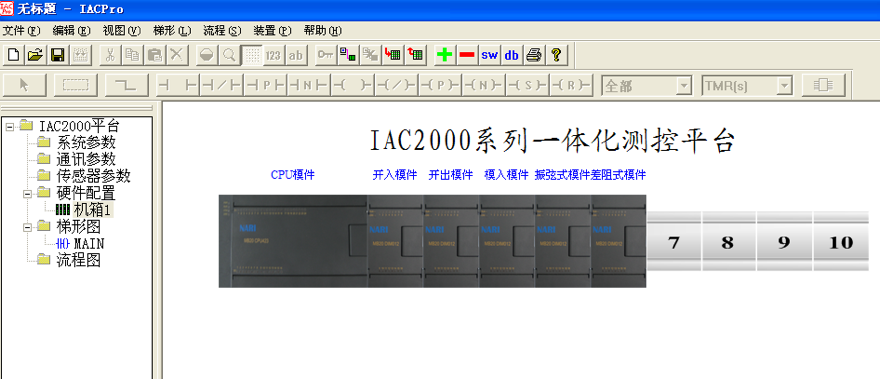 无标题 - IACPro
文件(F) 编辑(E) 视图(V) 梯形(L) 流程(S) 装置(P) 帮助(H)
123 ab sw db
P N P N S R 全部 TMR(s)
IAC2000平台
系统参数
通讯参数
传感器参数
硬件配置
机箱1
梯形图
MAIN
流程图
IAC2000系列一体化测控平台
CPU模件 开入模件 开出模件 模入模件 振弦式模件 差阻式模件
7 8 9 10